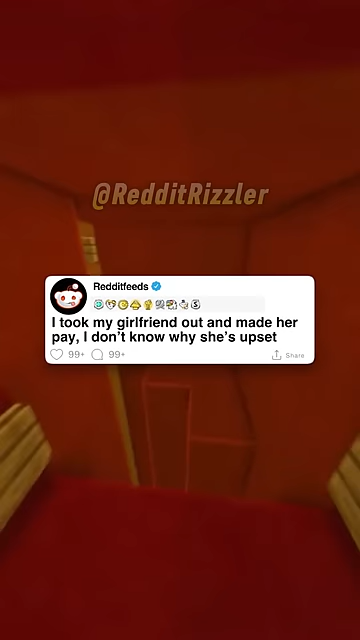 @RedditRizzler
Redditfeeds
I took my girlfriend out and made her
pay, I don't know why she's upset
99+ 99+ Share